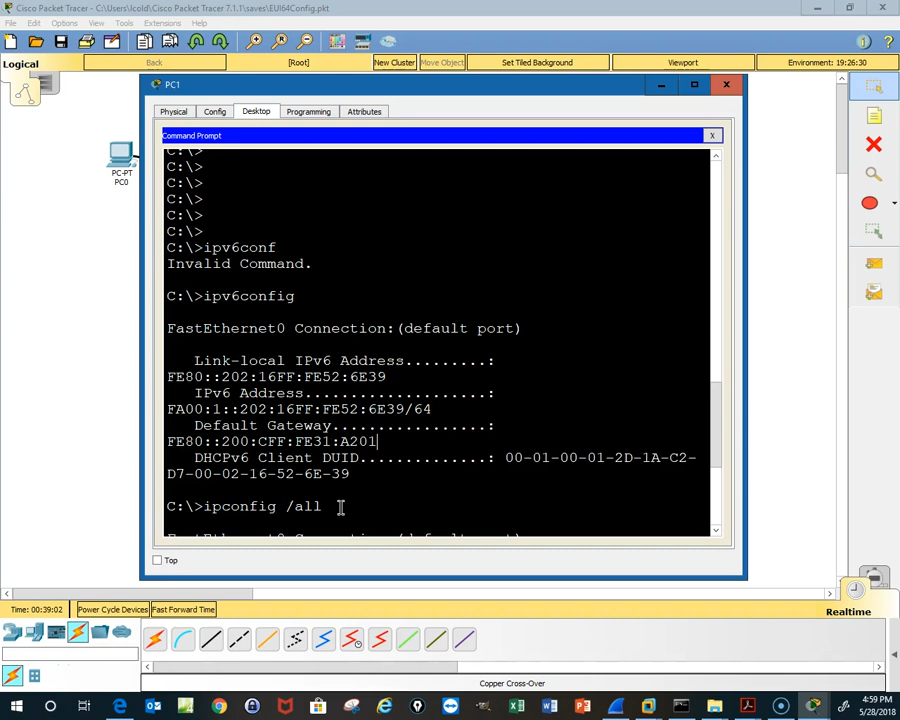 Cisco Packet Tracer - C:\Users\lcold\Cisco Packet Tracer 7.1.1\saves\EUI64Config.pkt
File Edit Options View Tools Extensions Help
Logical Back [Root] New Cluster Move Object Set Tiled Background Viewport Environment: 19:26:30
PC1
Physical Config Desktop Programming Attributes
Command Prompt X
C:\>
C:\>
C:\>
C:\>
C:\>
C:\>
C:\>ipv6conf
Invalid Command.
C:\>ipv6config
FastEthernet0 Connection:(default port)
Link-local IPv6 Address.........:
FE80::202:16FF:FE52:6E39
IPv6 Address....................:
FA00:1::202:16FF:FE52:6E39/64
Default Gateway.................:
FE80::200:CFF:FE31:A201
DHCPv6 Client DUID..............: 00-01-00-01-2D-1A-C2-
D7-00-02-16-52-6E-39
C:\>ipconfig /all
FastEthernet0 Connection:(default port)
Top
PC-PT
PC0
Time: 00:39:02 Power Cycle Devices Fast Forward Time
Realtime
Copper Cross-Over
4:59 PM
5/28/2018